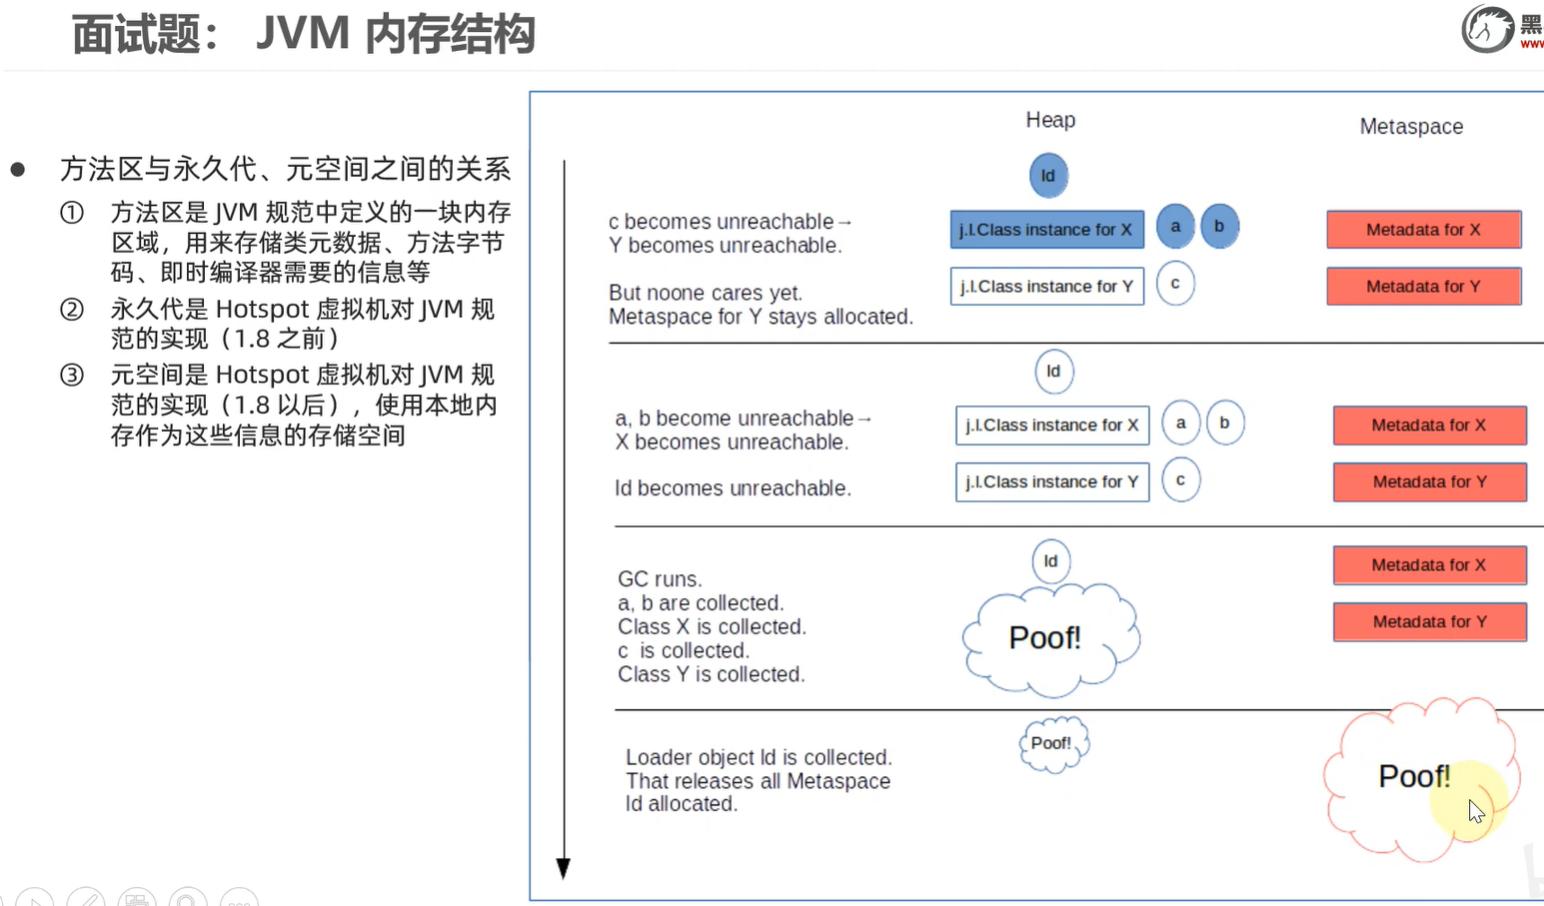 面试题： JVM 内存结构
黑
www
● 方法区与永久代、元空间之间的关系
① 方法区是 JVM 规范中定义的一块内存
区域，用来存储类元数据、方法字节
码、即时编译器需要的信息等
② 永久代是 Hotspot 虚拟机对 JVM 规
范的实现（1.8 之前）
③ 元空间是 Hotspot 虚拟机对 JVM 规
范的实现（1.8 以后），使用本地内
存作为这些信息的存储空间
Heap
Metaspace
ld
c becomes unreachable→
Y becomes unreachable.
j.l.Class instance for X
a
b
Metadata for X
But noone cares yet.
Metaspace for Y stays allocated.
j.l.Class instance for Y
c
Metadata for Y
ld
a, b become unreachable→
X becomes unreachable.
j.l.Class instance for X
a
b
Metadata for X
ld becomes unreachable.
j.l.Class instance for Y
c
Metadata for Y
ld
GC runs.
a, b are collected.
Class X is collected.
c is collected.
Class Y is collected.
Poof!
Metadata for X
Metadata for Y
Loader object ld is collected.
That releases all Metaspace
ld allocated.
Poof!
Poof!